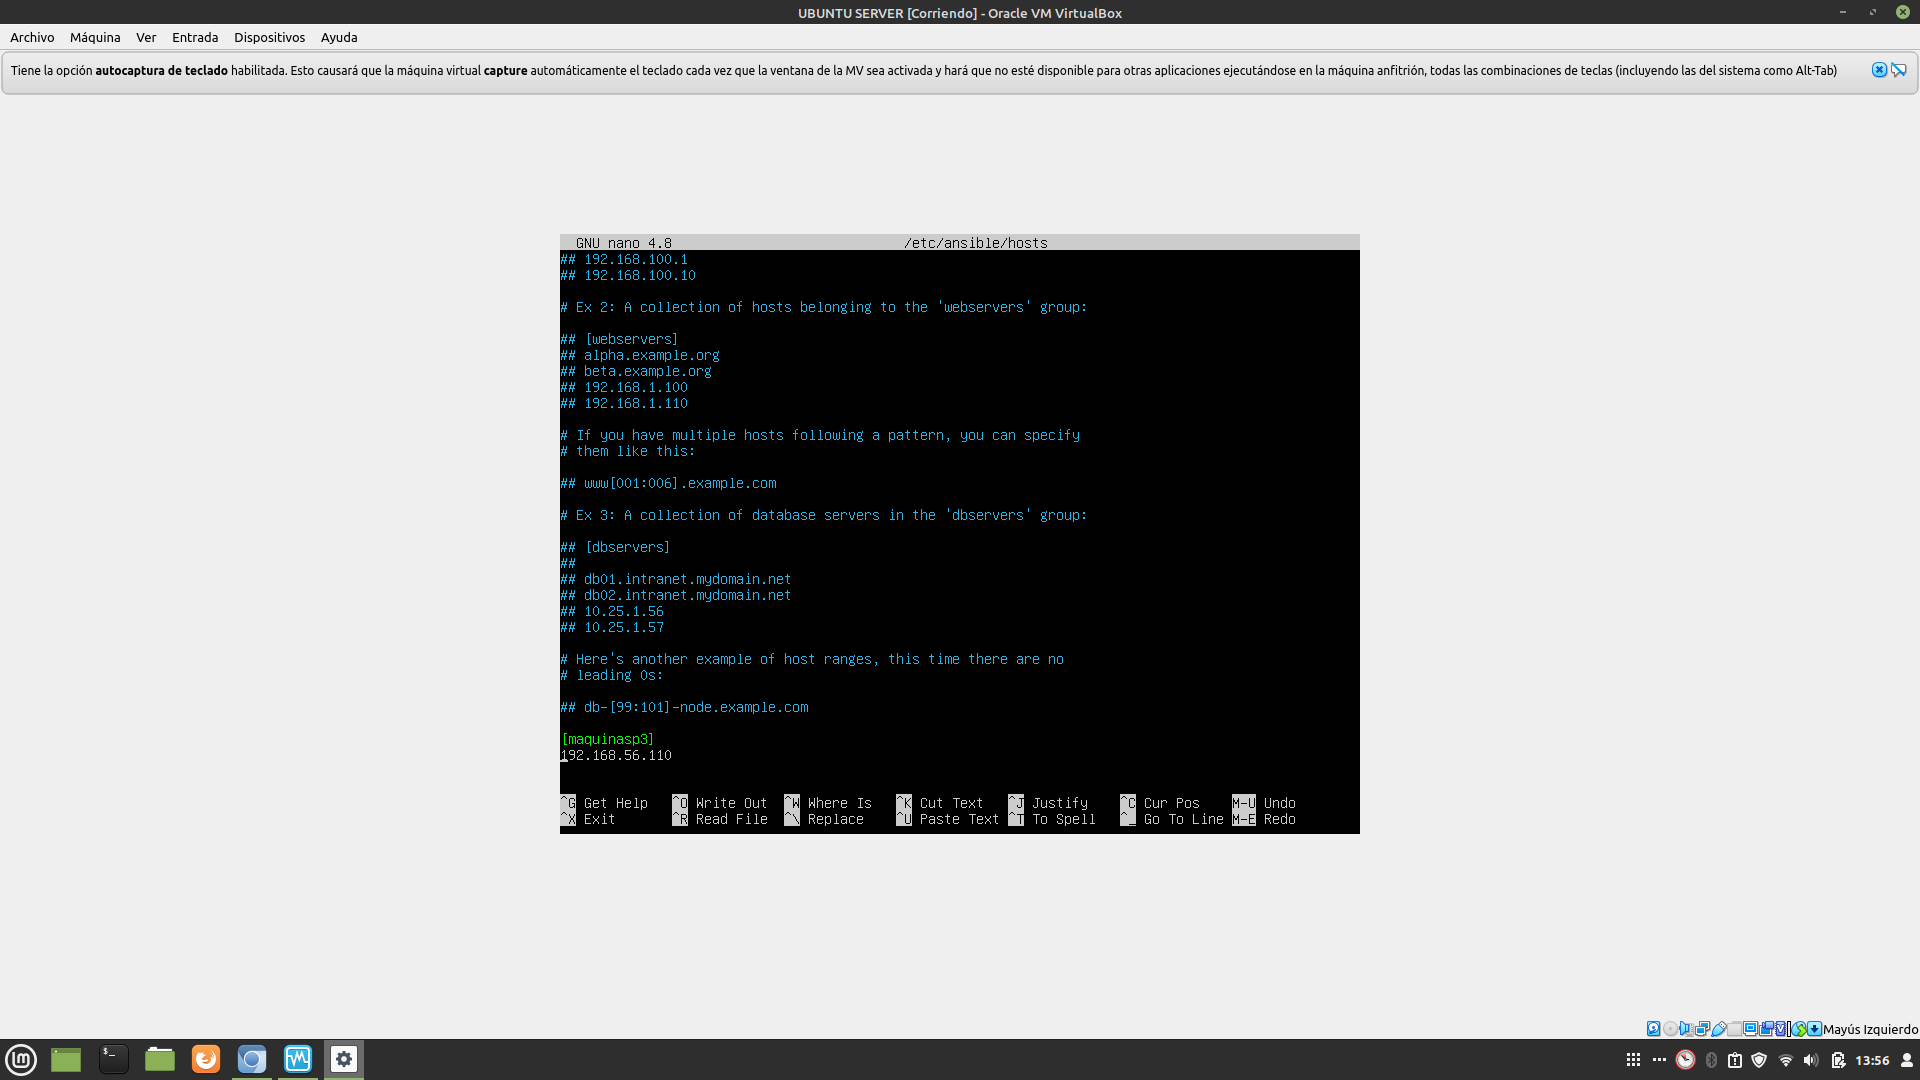 UBUNTU SERVER [Corriendo] - Oracle VM VirtualBox
Archivo Máquina Ver Entrada Dispositivos Ayuda
Tiene la opción autocaptura de teclado habilitada. Esto causará que la máquina virtual capture automáticamente el teclado cada vez que la ventana de la MV sea activada y hará que no esté disponible para otras aplicaciones ejecutándose en la máquina anfitrión, todas las combinaciones de teclas (incluyendo las del sistema como Alt-Tab)
GNU nano 4.8 /etc/ansible/hosts
## 192.168.100.1
## 192.168.100.10
# Ex 2: A collection of hosts belonging to the 'webservers' group:
## [webservers]
## alpha.example.org
## beta.example.org
## 192.168.1.100
## 192.168.1.110
# If you have multiple hosts following a pattern, you can specify
# them like this:
## www[001:006].example.com
# Ex 3: A collection of database servers in the 'dbservers' group:
## [dbservers]
##
## db01.intranet.mydomain.net
## db02.intranet.mydomain.net
## 10.25.1.56
## 10.25.1.57
# Here's another example of host ranges, this time there are no
# leading 0s:
## db-[99:101]-node.example.com
[maquinasp3]
192.168.56.110
^G Get Help ^O Write Out ^W Where Is ^K Cut Text ^J Justify ^C Cur Pos M-U Undo
^X Exit ^R Read File ^\ Replace ^U Paste Text ^T To Spell ^_ Go To Line M-E Redo
Mayús Izquierdo
13:56